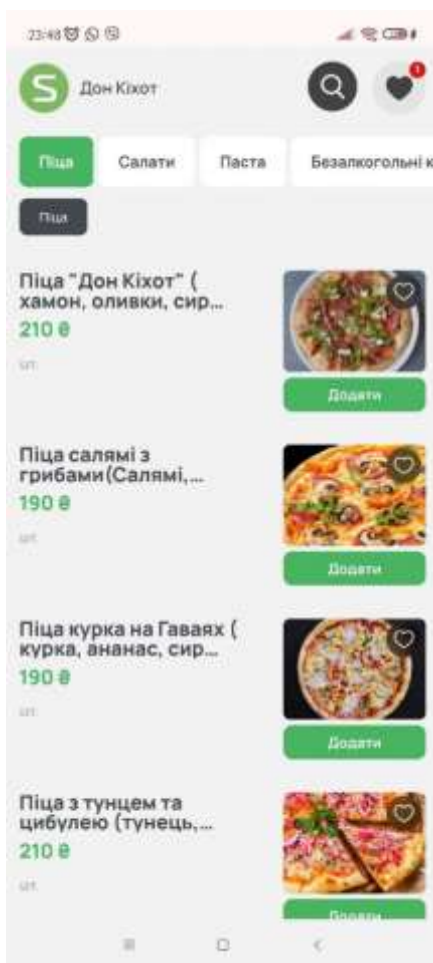 23:48
S
Дон Кіхот
1
Піца Салати Паста Безалкогольні к
Піца
Піца "Дон Кіхот" (
хамон, оливки, сир...
210 ₴
шт.
Додати
Піца салямі з
грибами(Салямі,...
190 ₴
шт.
Додати
Піца курка на Гаваях (
курка, ананас, сир...
190 ₴
шт.
Додати
Піца з тунцем та
цибулею (тунець,...
210 ₴
шт.
Додати